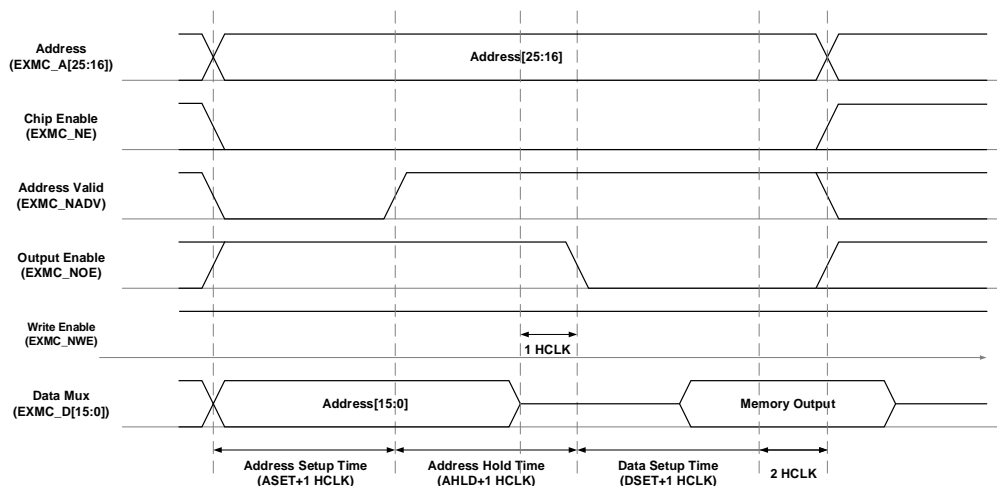 Address
(EXMC_A[25:16])
Address[25:16]
Chip Enable
(EXMC_NE)
Address Valid
(EXMC_NADV)
Output Enable
(EXMC_NOE)
Write Enable
(EXMC_NWE)
1 HCLK
Data Mux
(EXMC_D[15:0])
Address[15:0]
Memory Output
Address Setup Time
(ASET+1 HCLK)
Address Hold Time
(AHLD+1 HCLK)
Data Setup Time
(DSET+1 HCLK)
2 HCLK